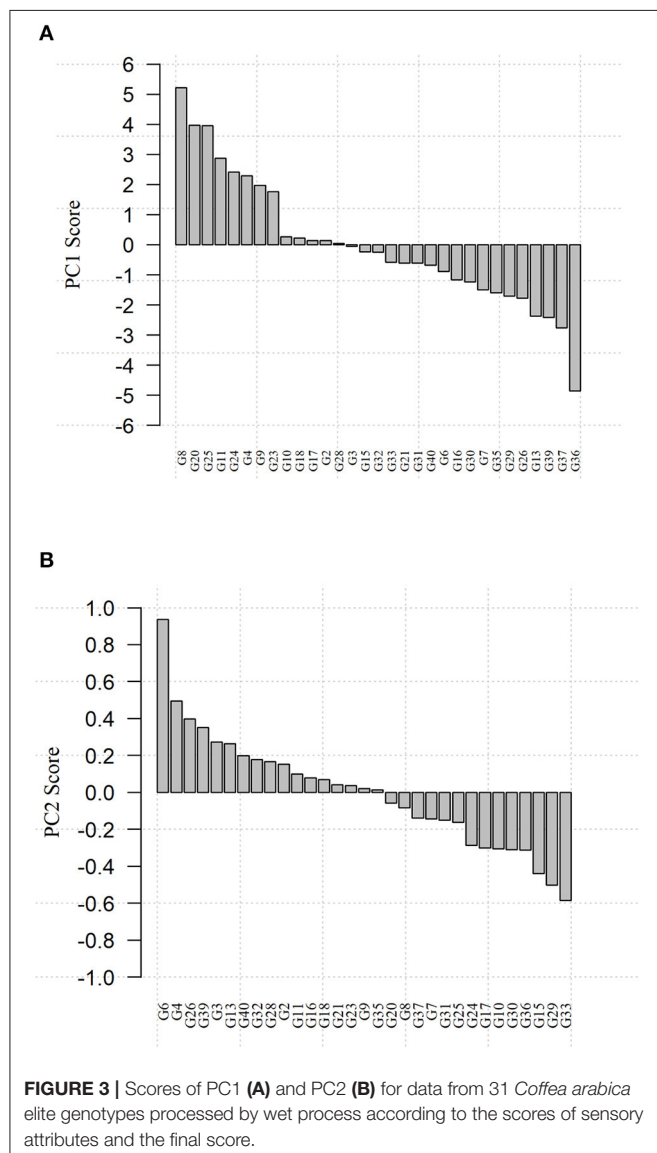 A
6
5
4
3
2
1
0
-1
-2
-3
-4
-5
-6
PC1 Score
G8 G20 G25 G11 G24 G4 G9 G23 G10 G18 G17 G2 G28 G3 G15 G32 G33 G21 G31 G40 G6 G16 G30 G7 G35 G29 G26 G13 G39 G37 G36
B
1.0
0.8
0.6
0.4
0.2
0.0
-0.2
-0.4
-0.6
-0.8
-1.0
PC2 Score
G6 G4 G26 G39 G3 G13 G40 G32 G28 G2 G11 G16 G18 G21 G23 G9 G35 G20 G8 G37 G7 G31 G25 G24 G17 G10 G30 G36 G15 G29 G33
FIGURE 3 | Scores of PC1 (A) and PC2 (B) for data from 31 Coffea arabica
elite genotypes processed by wet process according to the scores of sensory
attributes and the final score.